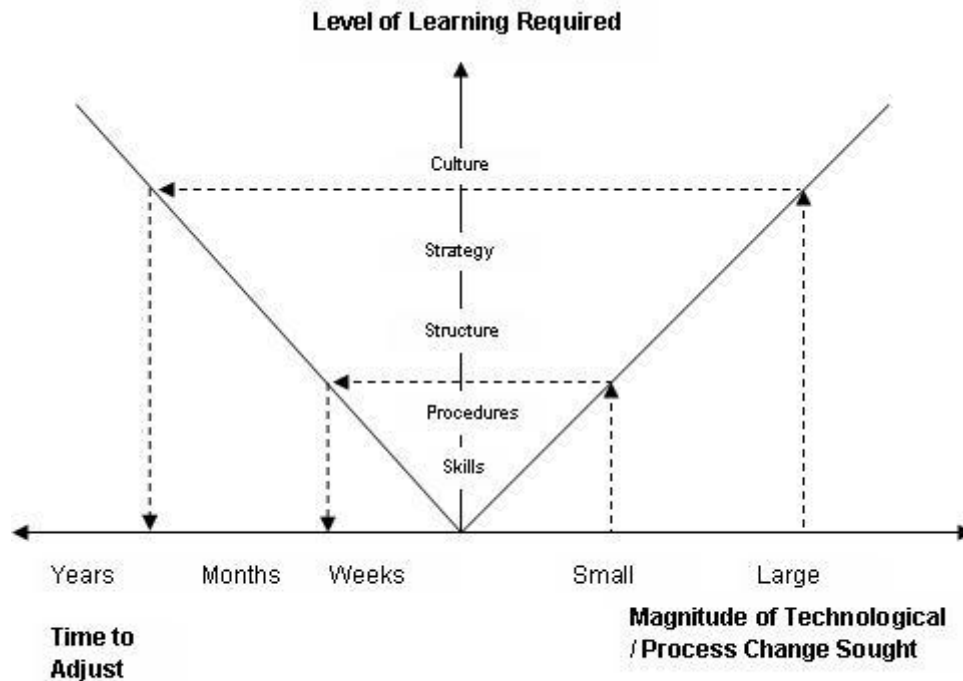 Level of Learning Required
Culture
Strategy
Structure
Procedures
Skills
Years Months Weeks Small Large
Time to
Adjust
Magnitude of Technological
/ Process Change Sought